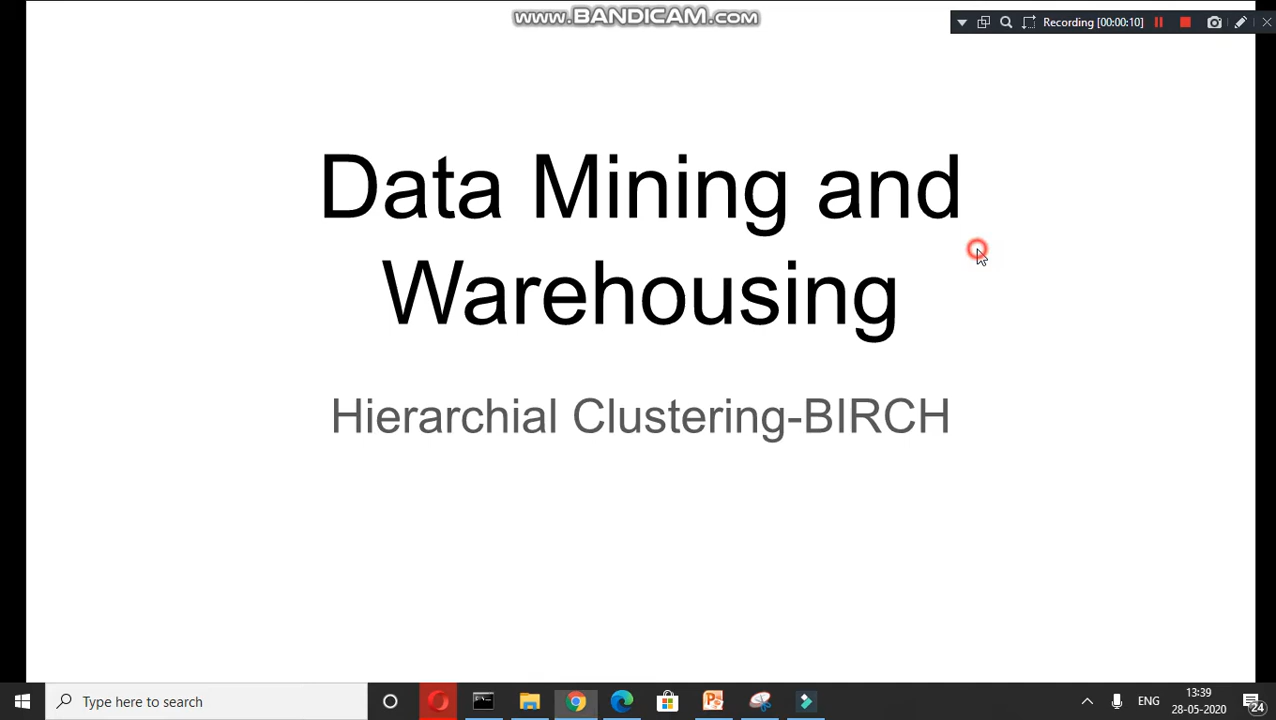 www.BANDICAM.com
Recording [00:00:10]
Data Mining and
Warehousing
Hierarchial Clustering-BIRCH
Type here to search
ENG
13:39
28-05-2020
24